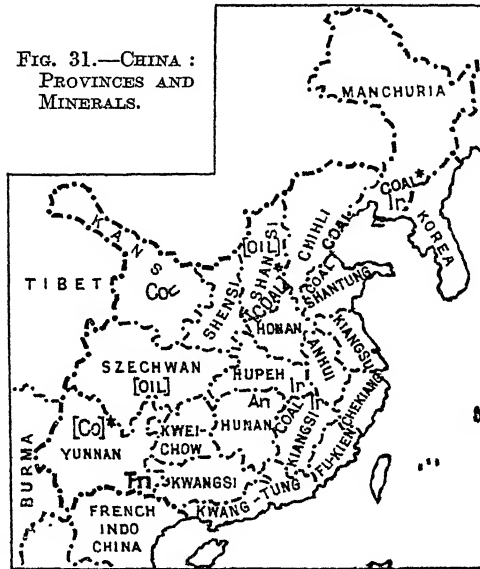 FIG. 31.—CHINA :
PROVINCES AND
MINERALS.
MANCHURIA
COAL*
Ir
KOREA
KANSU
TIBET
Cou
SHENSI
[OIL]
SHANSI
COAL*
CHIHLI
COAL
COAL
SHANTUNG
HONAN
KIANGSU
ANHUI
SZECHWAN
[OIL]
HUPEH
Ir
CHEKIANG
An
Ir
[Co]*
YUNNAN
KWEI-
CHOW
HUNAN
COAL
KIANGSI
FU-KIEN
BURMA
Tn
KWANGSI
KWANG TUNG
FRENCH
INDO
CHINA